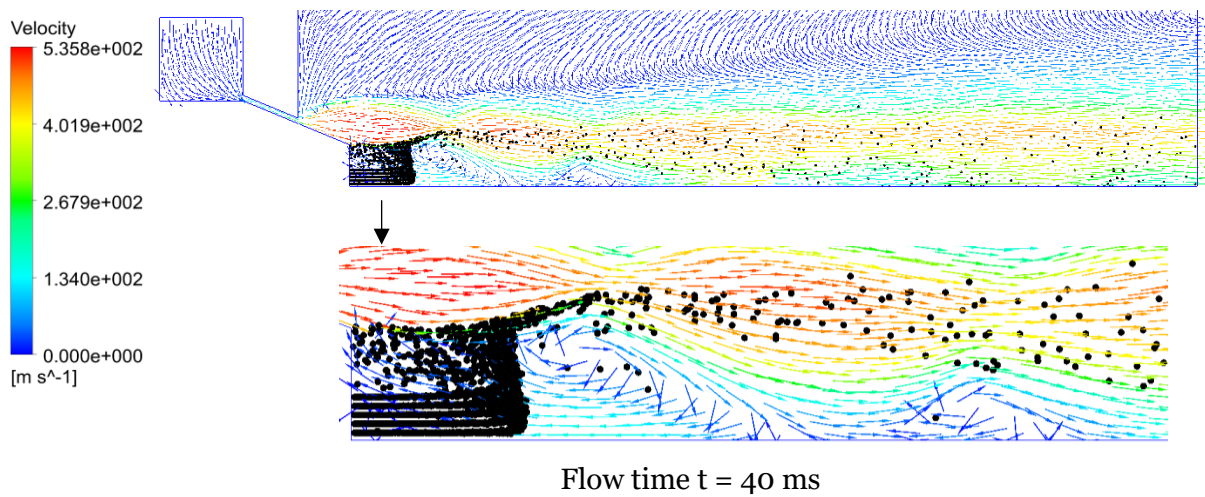 Velocity
5.358e+002
4.019e+002
2.679e+002
1.340e+002
0.000e+000
[m s^-1]
Flow time t = 40 ms